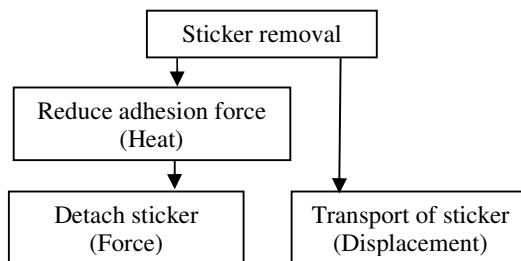 Sticker removal
Reduce adhesion force
(Heat)
Detach sticker
(Force)
Transport of sticker
(Displacement)